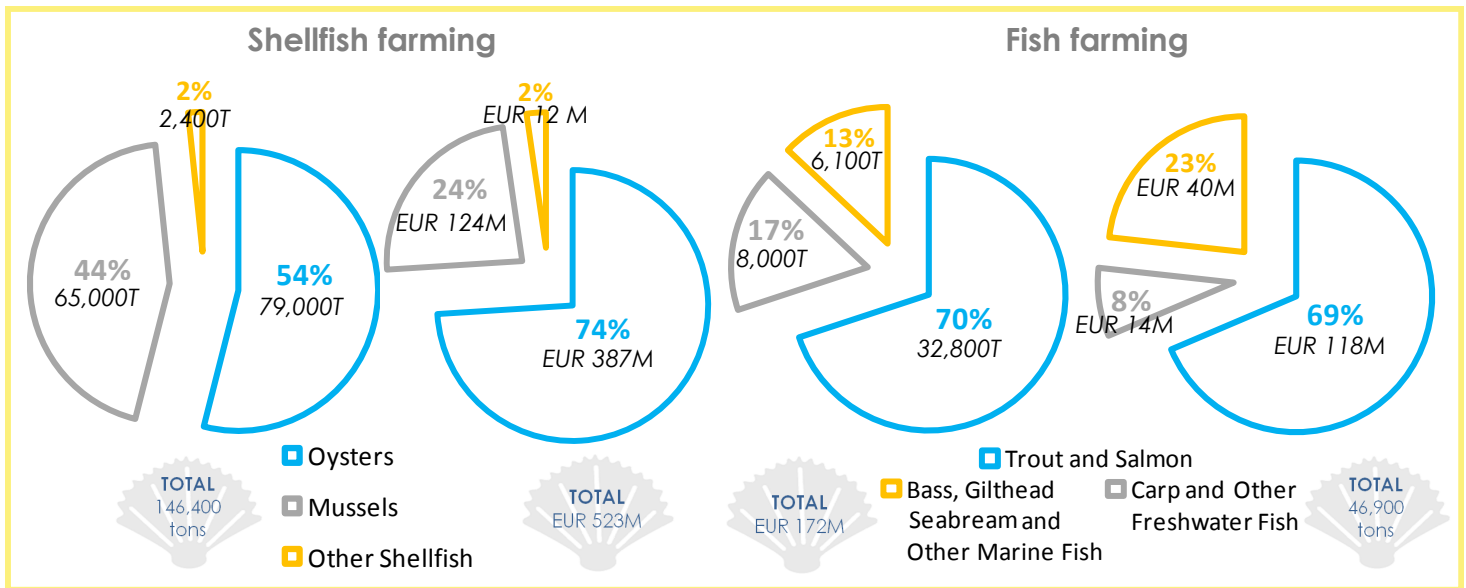 Shellfish farming
2%
2,400T
44%
65,000T
54%
79,000T
2%
EUR 12 M
24%
EUR 124M
74%
EUR 387M
Oysters
Mussels
Other Shellfish
TOTAL
146,400
tons
TOTAL
EUR 523M
Fish farming
13%
6,100T
17%
8,000T
70%
32,800T
23%
EUR 40M
8%
EUR 14M
69%
EUR 118M
Trout and Salmon
Bass, Gilthead
Seabream and
Other Marine Fish
Carp and Other
Freshwater Fish
TOTAL
EUR 172M
TOTAL
46,900
tons